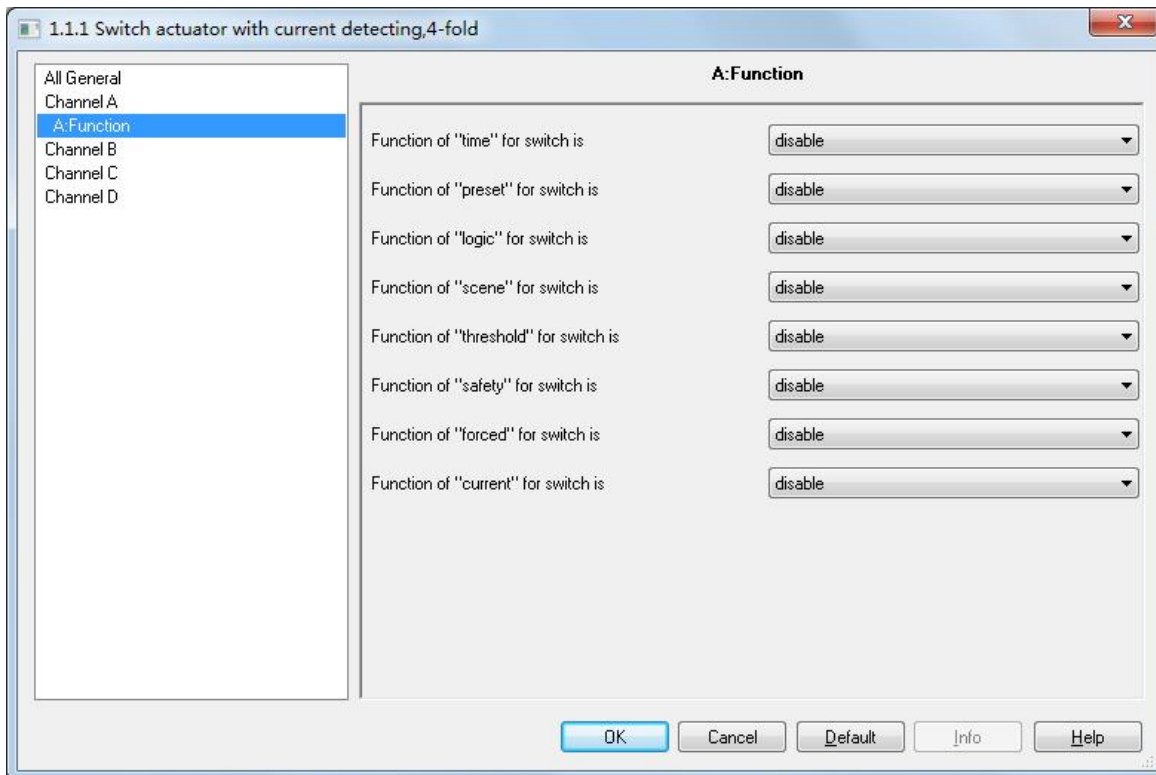 1.1.1 Switch actuator with current detecting,4-fold
All General
Channel A
A:Function
Channel B
Channel C
Channel D
A:Function
Function of "time" for switch is disable
Function of "preset" for switch is disable
Function of "logic" for switch is disable
Function of "scene" for switch is disable
Function of "threshold" for switch is disable
Function of "safety" for switch is disable
Function of "forced" for switch is disable
Function of "current" for switch is disable
OK Cancel Default Info Help